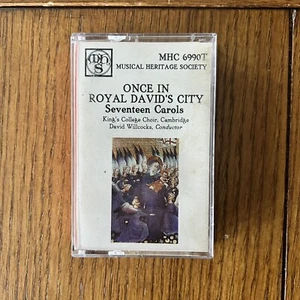 MHS
MHC 6990T
MUSICAL HERITAGE SOCIETY
ONCE IN
ROYAL DAVID'S CITY
Seventeen Carols
King's College Choir, Cambridge
David Willcocks, Conductor